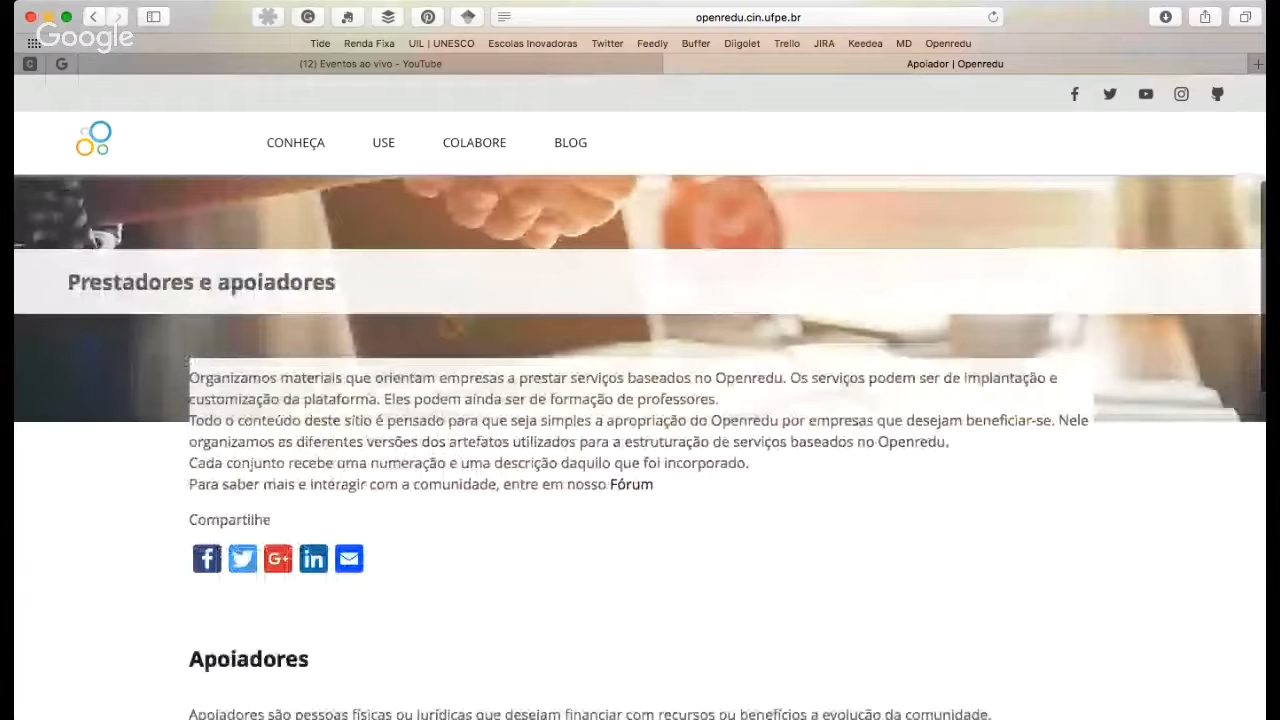 openredu.cin.ufpe.br
Google
Tide Renda Fixa UIL | UNESCO Escolas Inovadoras Twitter Feedly Buffer Diigolet Trello JIRA Keedea MD Openredu
C G (12) Eventos ao vivo - YouTube Apoiador | Openredu
CONHEÇA USE COLABORE BLOG
Prestadores e apoiadores
Organizamos materiais que orientam empresas a prestar serviços baseados no Openredu. Os serviços podem ser de implantação e
customização da plataforma. Eles podem ainda ser de formação de professores.
Todo o conteúdo deste sítio é pensado para que seja simples a apropriação do Openredu por empresas que desejam beneficiar-se. Nele
organizamos as diferentes versões dos artefatos utilizados para a estruturação de serviços baseados no Openredu.
Cada conjunto recebe uma numeração e uma descrição daquilo que foi incorporado.
Para saber mais e interagir com a comunidade, entre em nosso Fórum
Compartilhe
f G+ in
Apoiadores
Apoiadores são pessoas físicas ou jurídicas que desejam financiar com recursos ou benefícios a evolução da comunidade.